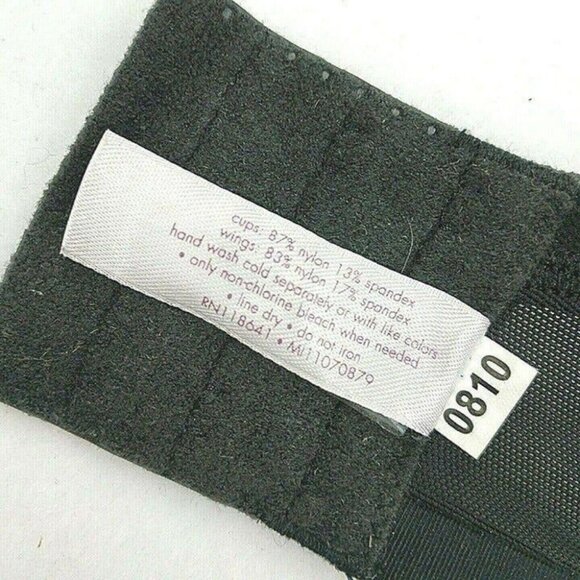 cups: 87% nylon 13% spandex
wings: 83% nylon 17% spandex
hand wash cold separately or with like colors
• only non-chlorine bleach when needed
• line dry • do not iron
RN118641 • MI11070879
0810